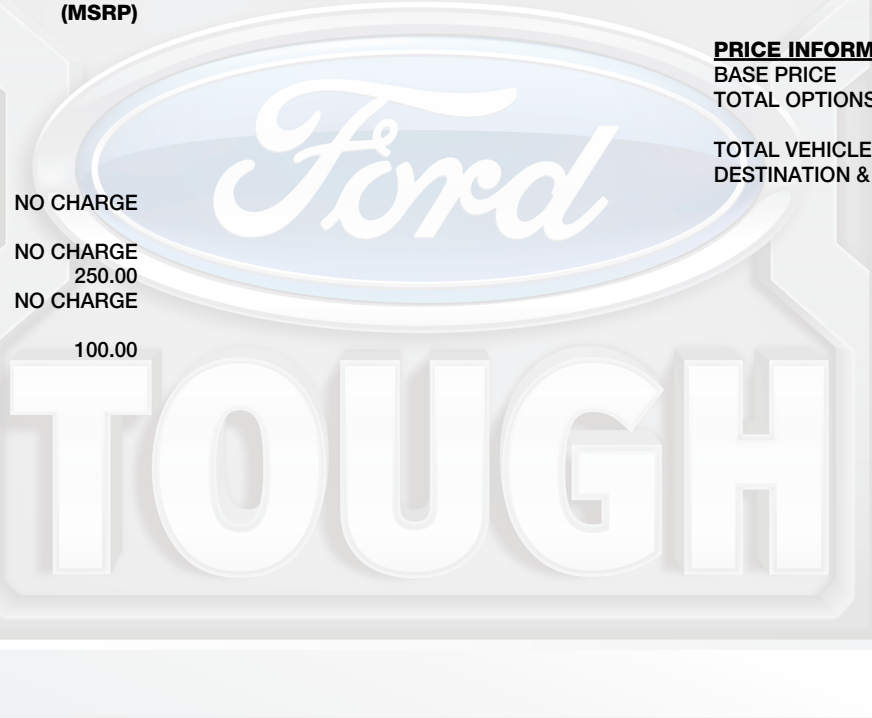 (MSRP)
NO CHARGE
NO CHARGE
250.00
NO CHARGE
100.00
PRICE INFORM
BASE PRICE
TOTAL OPTIONS
TOTAL VEHICLE
DESTINATION &
Ford
TOUGH